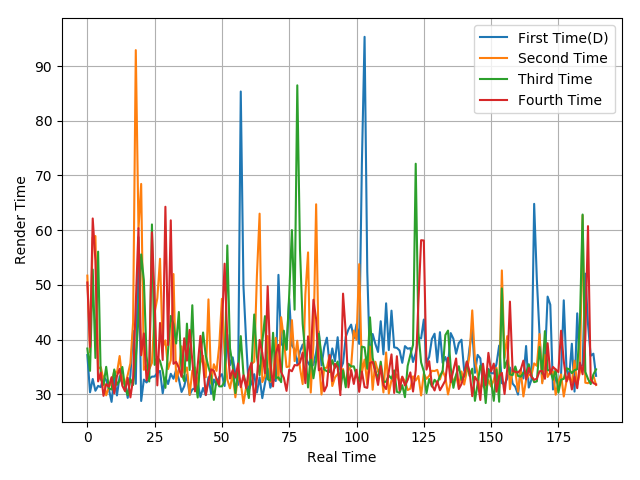 First Time(D)
Second Time
Third Time
Fourth Time
90
80
70
60
50
40
30
Render Time
0 25 50 75 100 125 150 175
Real Time